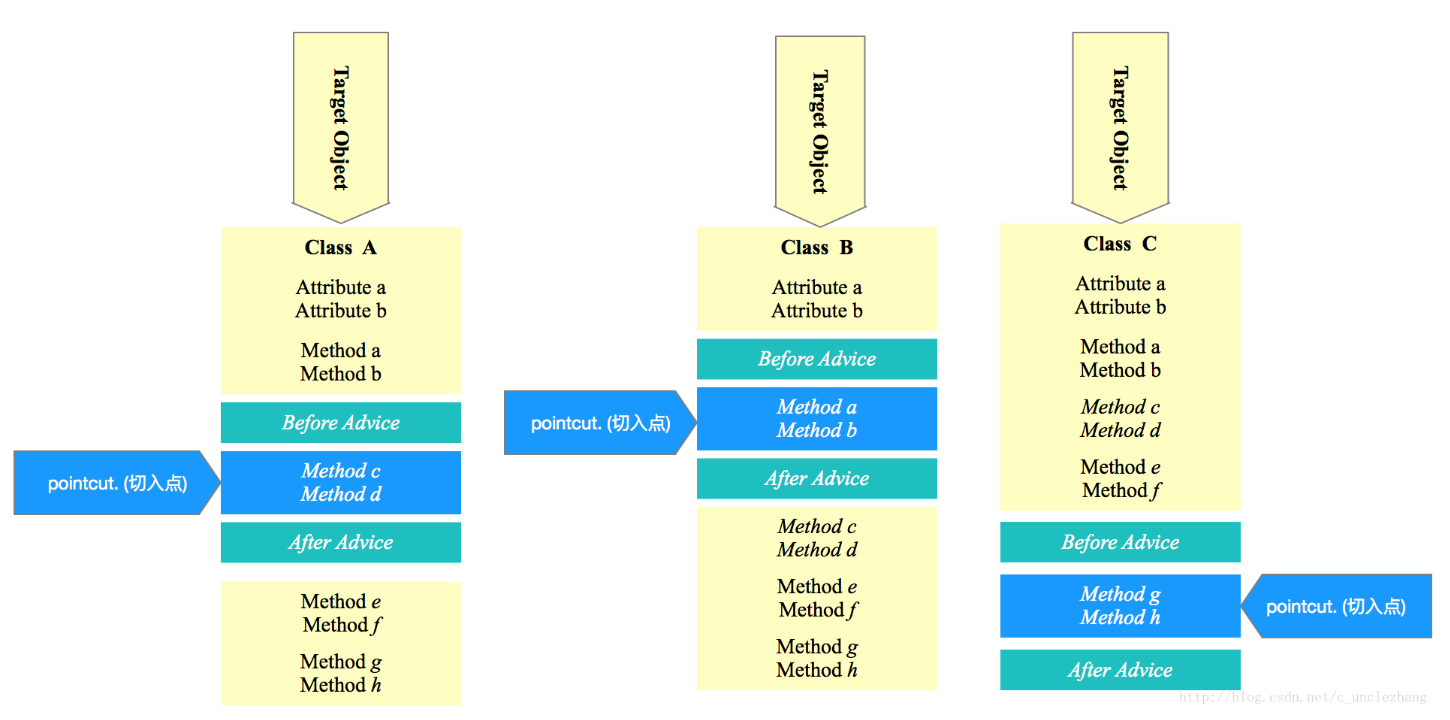 Target Object
Class A
Attribute a
Attribute b
Method a
Method b
Before Advice
pointcut. (切入点)
Method c
Method d
After Advice
Method e
Method f
Method g
Method h
Target Object
Class B
Attribute a
Attribute b
Before Advice
pointcut. (切入点)
Method a
Method b
After Advice
Method c
Method d
Method e
Method f
Method g
Method h
Target Object
Class C
Attribute a
Attribute b
Method a
Method b
Method c
Method d
Method e
Method f
Before Advice
Method g
Method h
pointcut. (切入点)
After Advice
http://blog.csdn.net/c_unclezhang